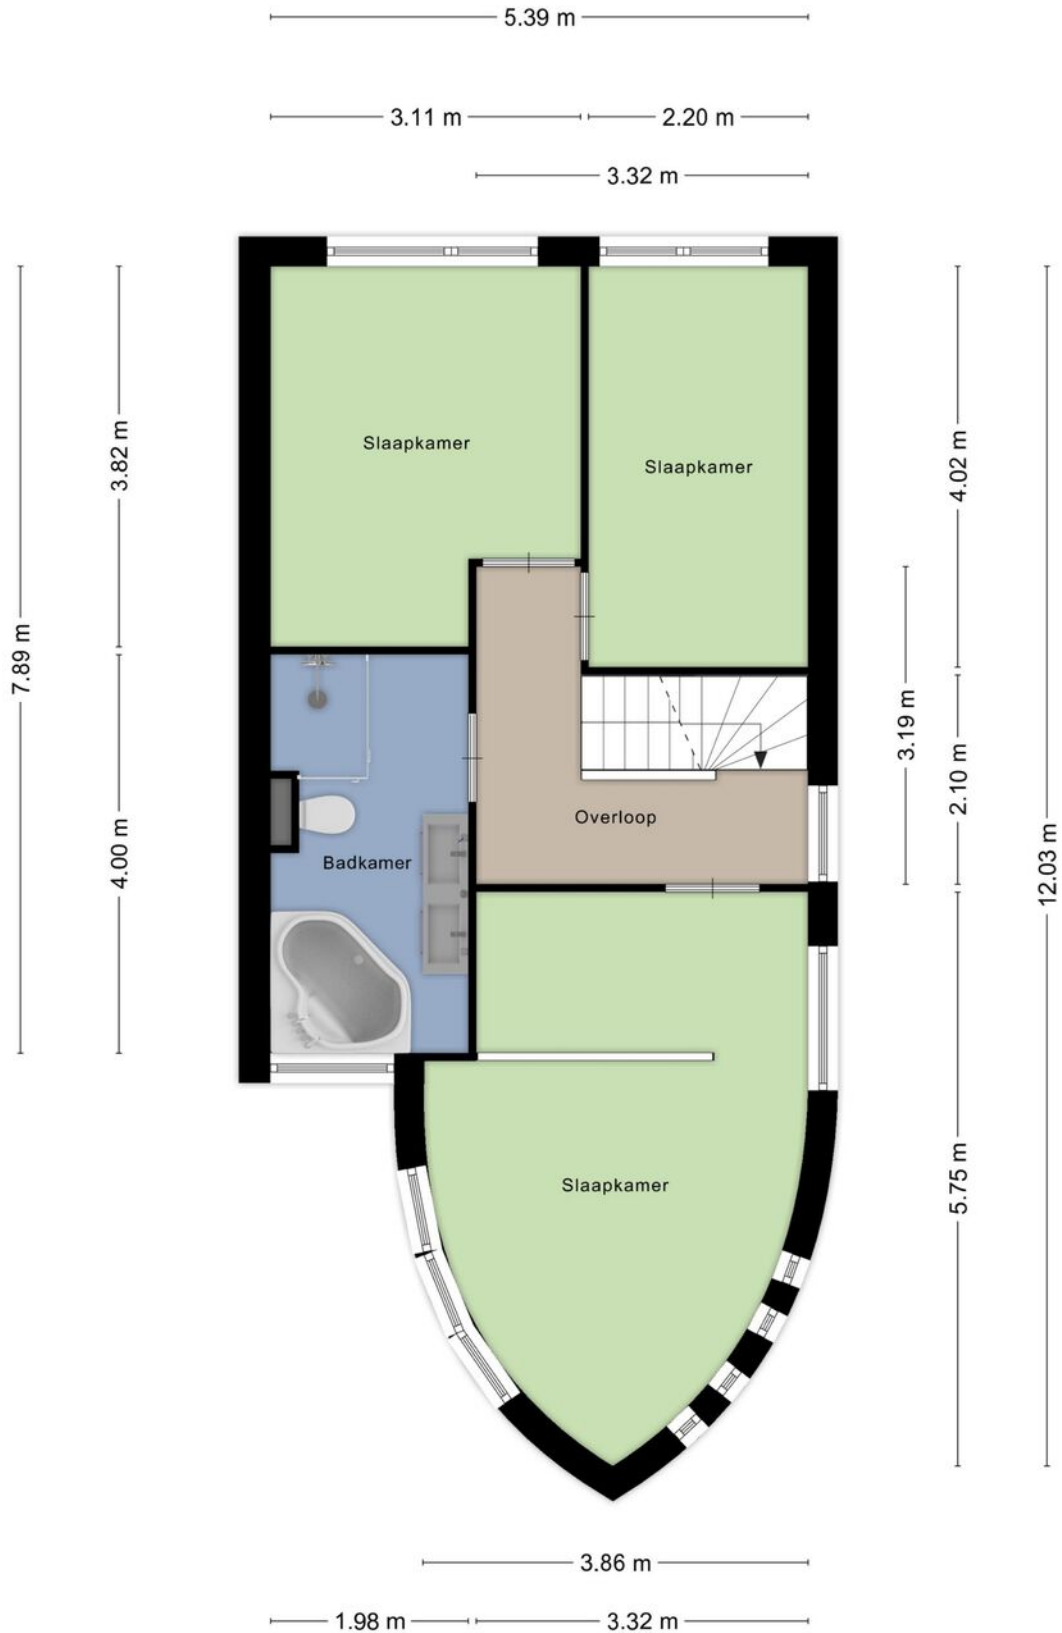 5.39 m
3.11 m
2.20 m
3.32 m
7.89 m
3.82 m
4.00 m
Slaapkamer
Slaapkamer
Overloop
Badkamer
Slaapkamer
4.02 m
3.19 m
2.10 m
5.75 m
12.03 m
3.86 m
1.98 m
3.32 m